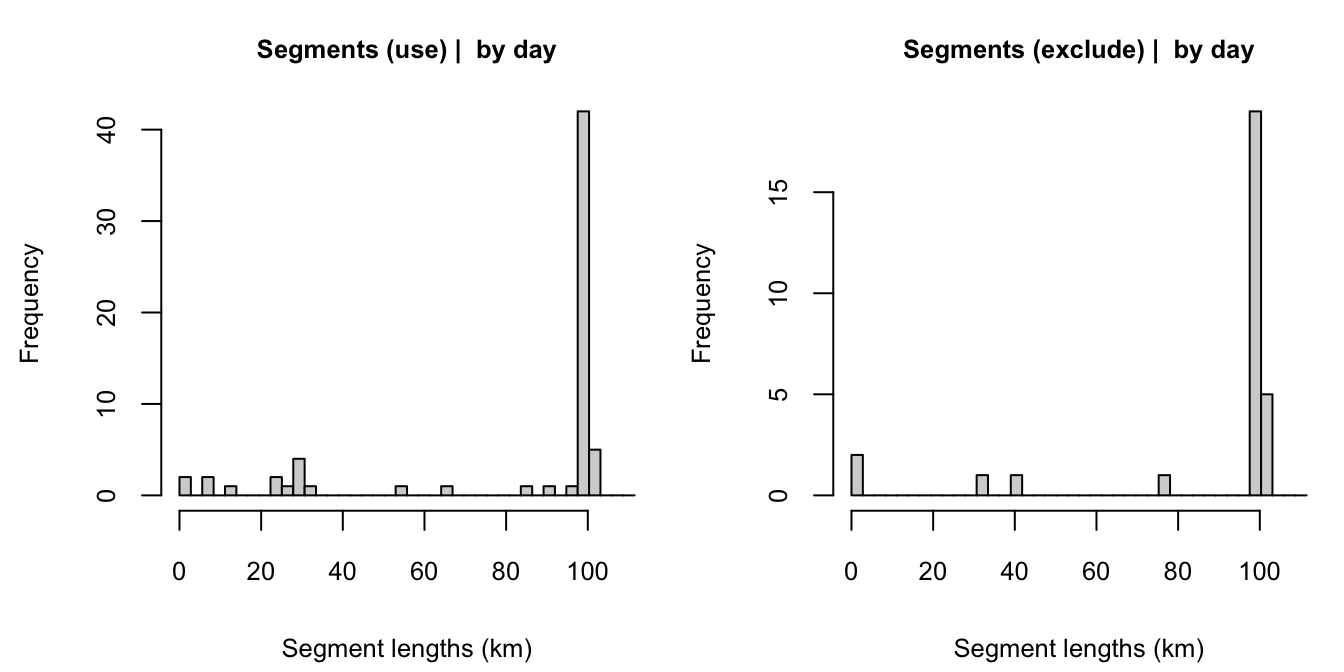 Segments (use) |  by day
Frequency
0
10
20
30
40
0 20 40 60 80 100
Segment lengths (km)
Segments (exclude) |  by day
Frequency
0
5
10
15
0 20 40 60 80 100
Segment lengths (km)